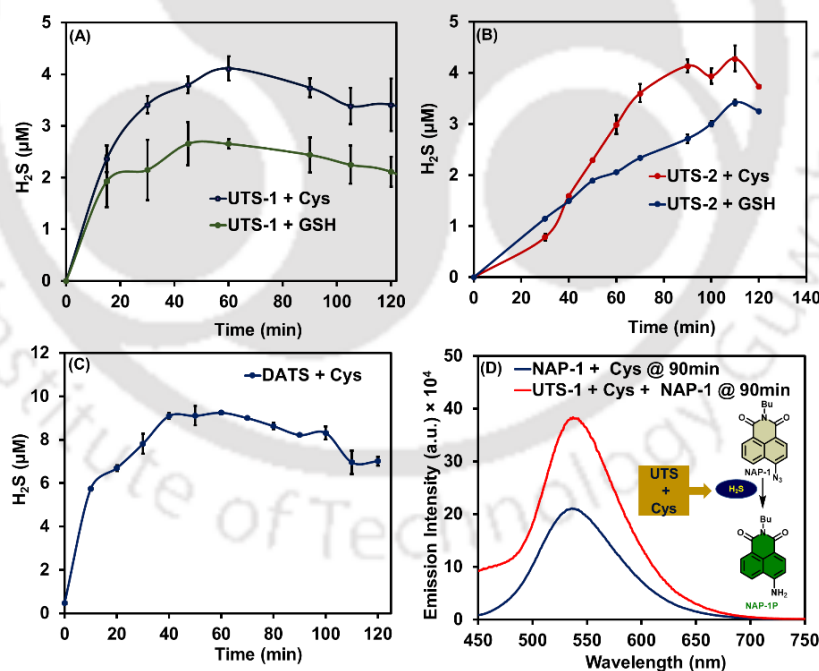 (A)
H₂S (μM)
5
4
3
2
1
0
UTS-1 + Cys
UTS-1 + GSH
0 20 40 60 80 100 120
Time (min)
(B)
H₂S (μM)
5
4
3
2
1
0
UTS-2 + Cys
UTS-2 + GSH
0 20 40 60 80 100 120 140
Time (min)
(C)
H₂S (μM)
12
10
8
6
4
2
0
DATS + Cys
0 20 40 60 80 100 120
Time (min)
(D)
Emission Intensity (a.u.) × 10⁴
50
40
30
20
10
0
NAP-1 + Cys @ 90min
UTS-1 + Cys + NAP-1 @ 90min
Bu
O N O
NAP-1
N₃
UTS
+
Cys
H₂S
Bu
O N O
NH₂
NAP-1P
450 500 550 600 650 700 750
Wavelength (nm)
Institute of Technology Guwa